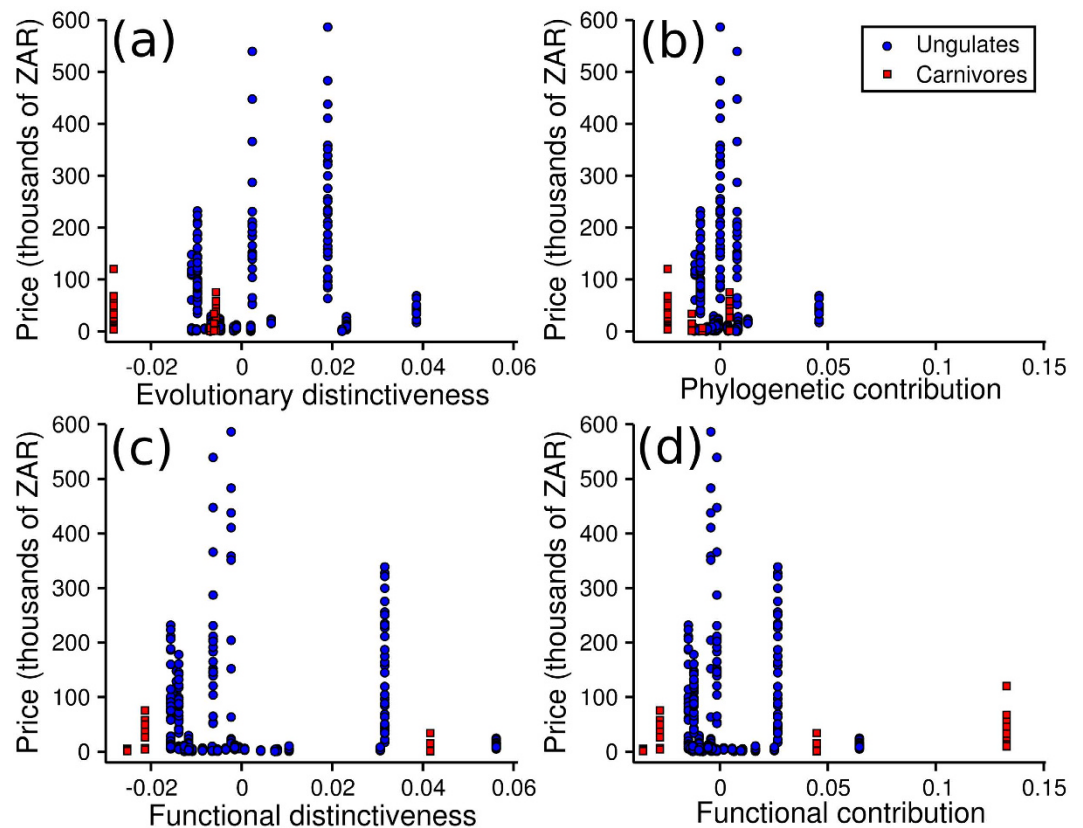 (a)
Price (thousands of ZAR)
600
500
400
300
200
100
0
-0.02 0 0.02 0.04 0.06
Evolutionary distinctiveness
(b)
Ungulates
Carnivores
Price (thousands of ZAR)
600
500
400
300
200
100
0
0 0.05 0.1 0.15
Phylogenetic contribution
(c)
Price (thousands of ZAR)
600
500
400
300
200
100
0
-0.02 0 0.02 0.04 0.06
Functional distinctiveness
(d)
Price (thousands of ZAR)
600
500
400
300
200
100
0
0 0.05 0.1 0.15
Functional contribution